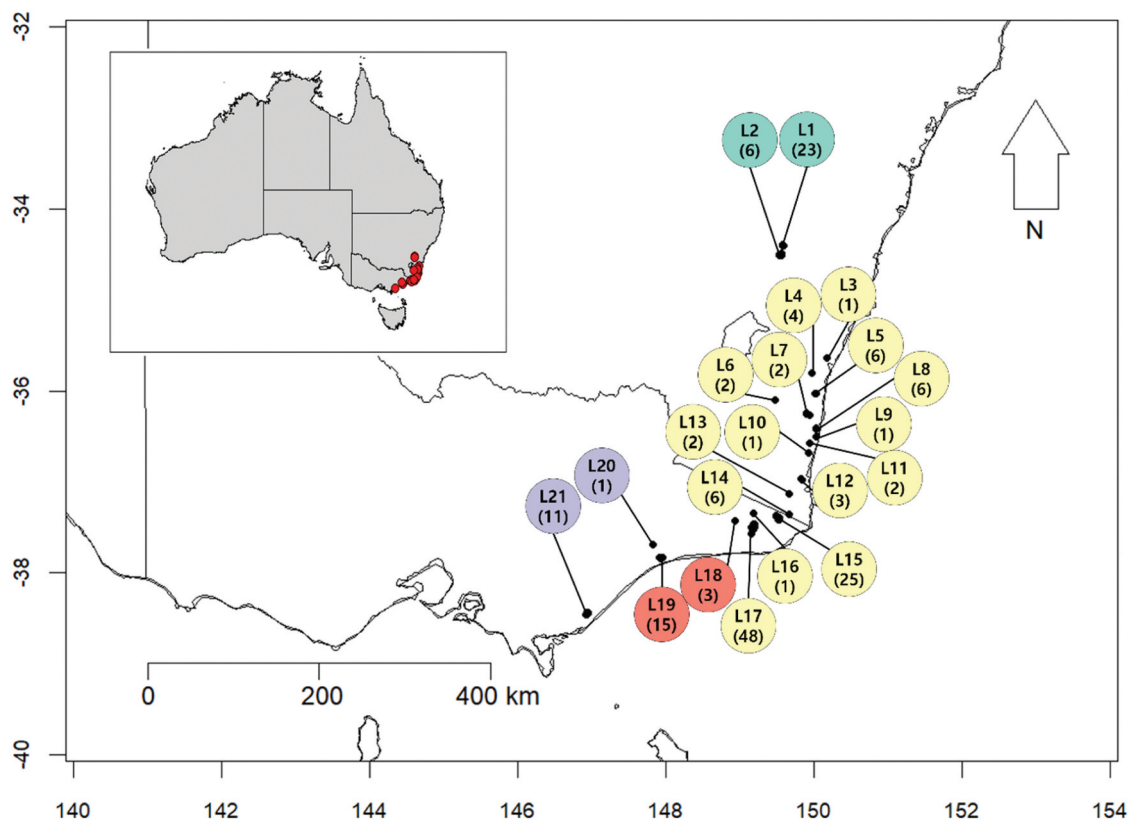 -32
-34
-36
-38
-40
L2
(6)
L1
(23)
N
L4
(4)
L3
(1)
L7
(2)
L5
(6)
L6
(2)
L8
(6)
L13
(2)
L10
(1)
L9
(1)
L14
(6)
L12
(3)
L11
(2)
L20
(1)
L21
(11)
L18
(3)
L16
(1)
L15
(25)
L19
(15)
L17
(48)
0 200 400 km
140 142 144 146 148 150 152 154